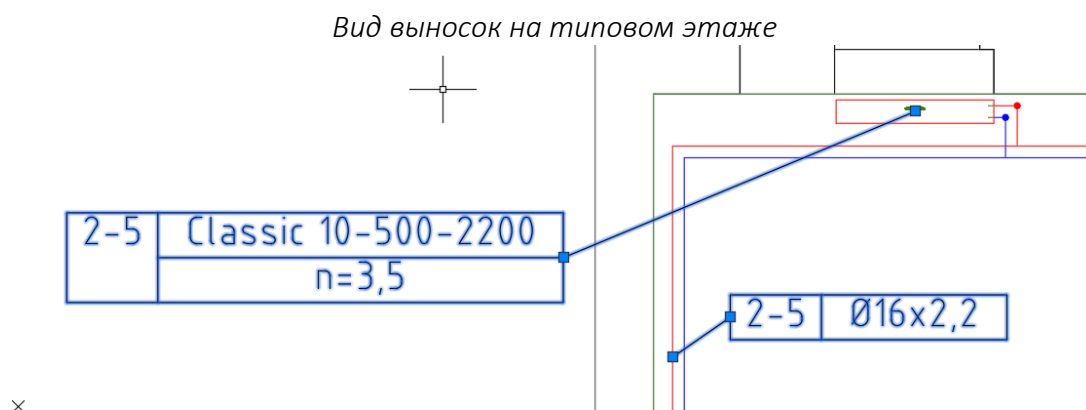 Вид выносок на типовом этаже
2-5 Classic 10-500-2200
n=3,5
2-5 Ø16x2,2